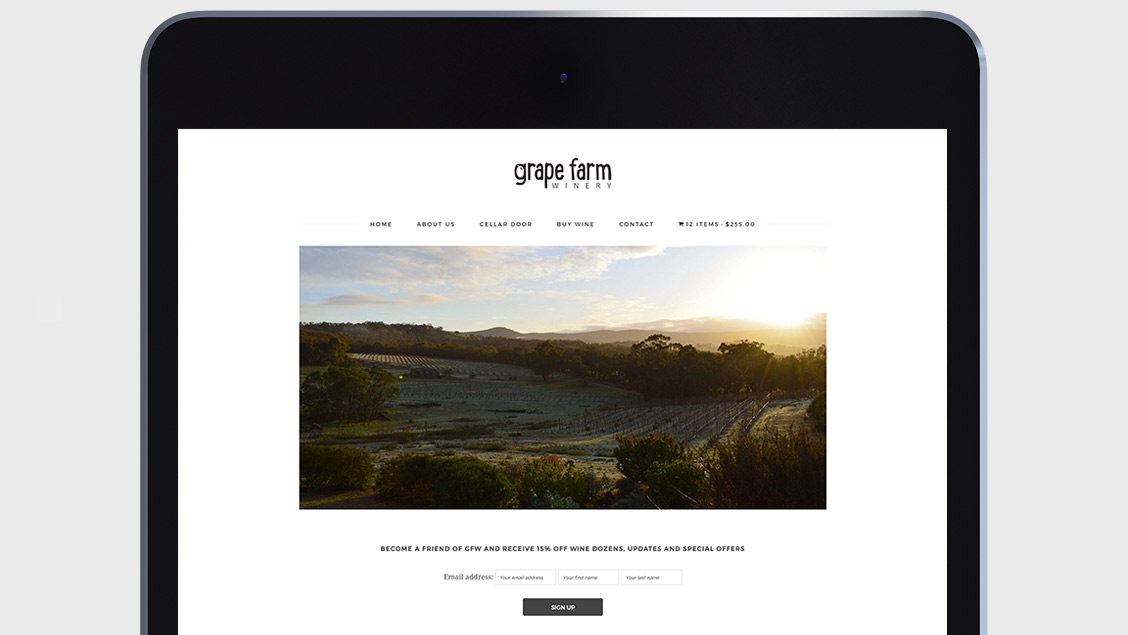 grape farm
WINERY
HOME ABOUT US CELLAR DOOR BUY WINE CONTACT 12 ITEMS - $255.00
BECOME A FRIEND OF GFW AND RECEIVE 15% OFF WINE DOZENS, UPDATES AND SPECIAL OFFERS
Email address: Your email address Your first name Your last name
SIGN UP